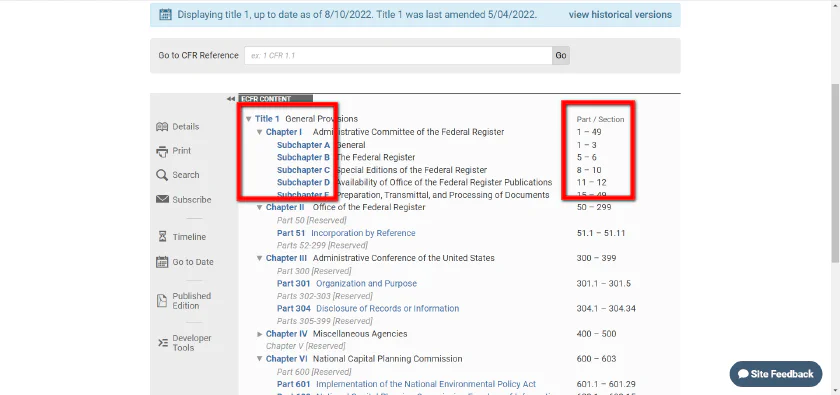 Displaying title 1, up to date as of 8/10/2022. Title 1 was last amended 5/04/2022. view historical versions
Go to CFR Reference ex: 1 CFR 1.1 Go
ECFR CONTENT
Details
Print
Search
Subscribe
Timeline
Go to Date
Published Edition
Developer Tools
Title 1 General Provisions Part / Section
Chapter I Administrative Committee of the Federal Register 1 – 49
Subchapter A General 1 – 3
Subchapter B The Federal Register 5 – 6
Subchapter C Special Editions of the Federal Register 8 – 10
Subchapter D Availability of Office of the Federal Register Publications 11 – 12
Subchapter E Preparation, Transmittal, and Processing of Documents 15 – 49
Chapter II Office of the Federal Register 50 – 299
Part 50 [Reserved]
Part 51 Incorporation by Reference 51.1 – 51.11
Parts 52-299 [Reserved]
Chapter III Administrative Conference of the United States 300 – 399
Part 300 [Reserved]
Part 301 Organization and Purpose 301.1 – 301.5
Parts 302-303 [Reserved]
Part 304 Disclosure of Records or Information 304.1 – 304.34
Parts 305-399 [Reserved]
Chapter IV Miscellaneous Agencies 400 – 500
Chapter V [Reserved]
Chapter VI National Capital Planning Commission 600 – 603
Part 600 [Reserved]
Part 601 Implementation of the National Environmental Policy Act 601.1 – 601.29
Site Feedback